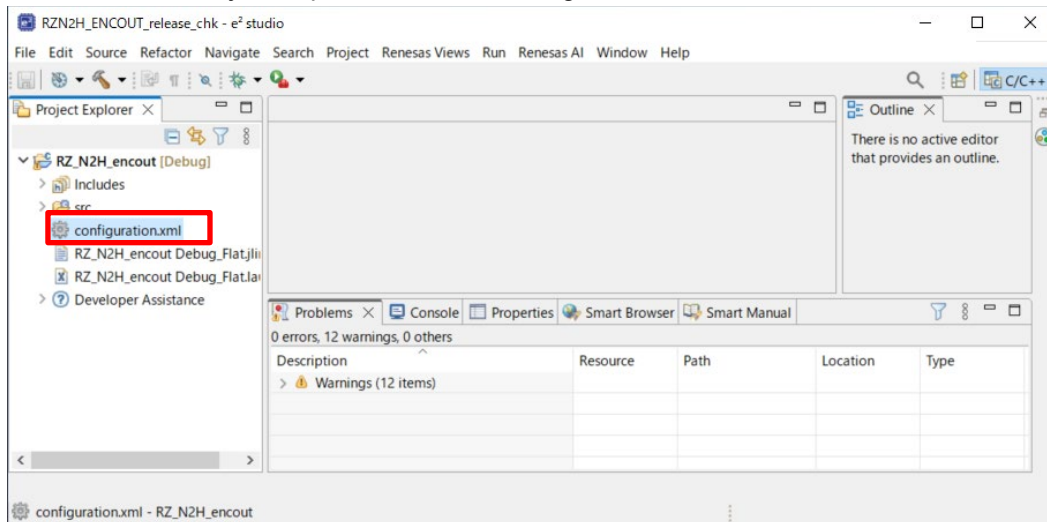 RZN2H_ENCOUT_release_chk - e² studio
File Edit Source Refactor Navigate Search Project Renesas Views Run Renesas AI Window Help
C/C++
Project Explorer
RZ_N2H_encout [Debug]
Includes
src
configuration.xml
RZ_N2H_encout Debug_Flat.jli
RZ_N2H_encout Debug_Flat.la
Developer Assistance
Outline
There is no active editor
that provides an outline.
Problems Console Properties Smart Browser Smart Manual
0 errors, 12 warnings, 0 others
Description Resource Path Location Type
Warnings (12 items)
configuration.xml - RZ_N2H_encout